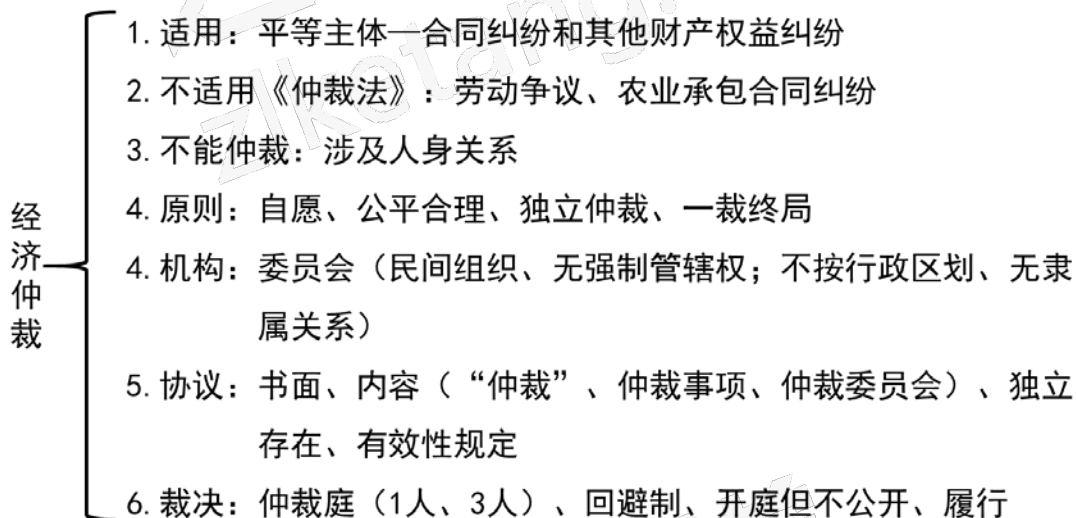 1. 适用：平等主体—合同纠纷和其他财产权益纠纷
2. 不适用《仲裁法》：劳动争议、农业承包合同纠纷
3. 不能仲裁：涉及人身关系
4. 原则：自愿、公平合理、独立仲裁、一裁终局
经济仲裁
4. 机构：委员会（民间组织、无强制管辖权；不按行政区划、无隶
属关系）
5. 协议：书面、内容（“仲裁”、仲裁事项、仲裁委员会）、独立
存在、有效性规定
6. 裁决：仲裁庭（1人、3人）、回避制、开庭但不公开、履行
zlketang.